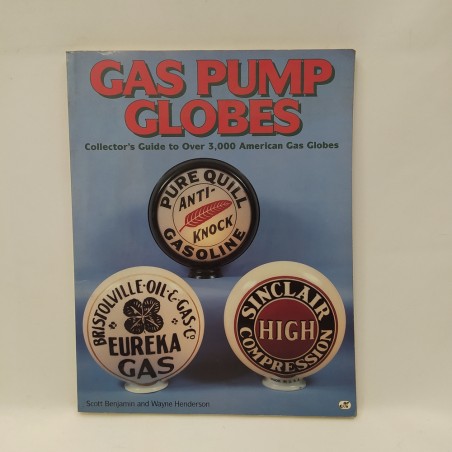 GAS PUMP
GLOBES
Collector's Guide to Over 3,000 American Gas Globes
PURE QUILL
ANTI-
KNOCK
GASOLINE
BRISTOLVILLE·OIL·&·GAS·CO
EUREKA
GAS
SINCLAIR
HIGH
COMPRESSION
Scott Benjamin and Wayne Henderson